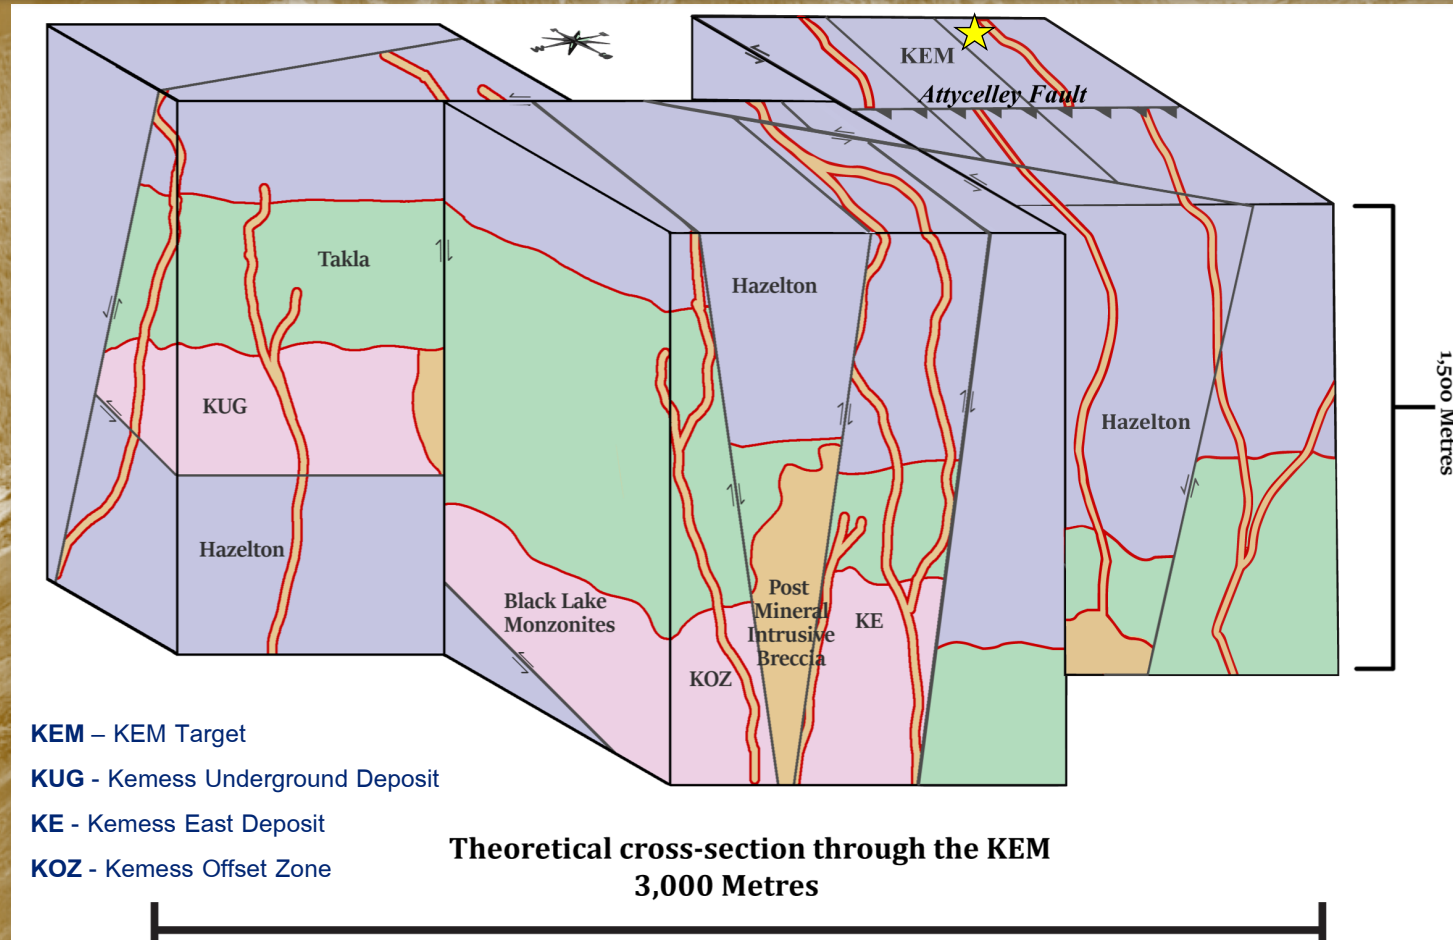 KEM
Attycelley Fault
Takla
Hazelton
KUG
Hazelton
1,500 Metres
Hazelton
Black Lake
Monzonites
Post
Mineral
Intrusive
Breccia
KE
KOZ
KEM – KEM Target
KUG - Kemess Underground Deposit
KE - Kemess East Deposit
KOZ - Kemess Offset Zone
Theoretical cross-section through the KEM
3,000 Metres